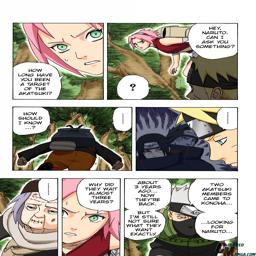 HEY,
NARUTO.
CAN I
ASK YOU
SOMETHING?
HOW
LONG HAVE
YOU BEEN
A TARGET
OF THE
AKATSUKI?
?
HOW
SHOULD I
KNOW
...?
TWO
AKATSUKI
MEMBERS
CAME TO
KONOHA...
...LOOKING
FOR
NARUTO...
ABOUT
3 YEARS
AGO...
NOW
THEY'RE
BACK.
BUT
I'M STILL
NOT SURE
WHAT THEY
WANT
EXACTLY.
WHY DID
THEY WAIT
ALMOST
THREE
YEARS?